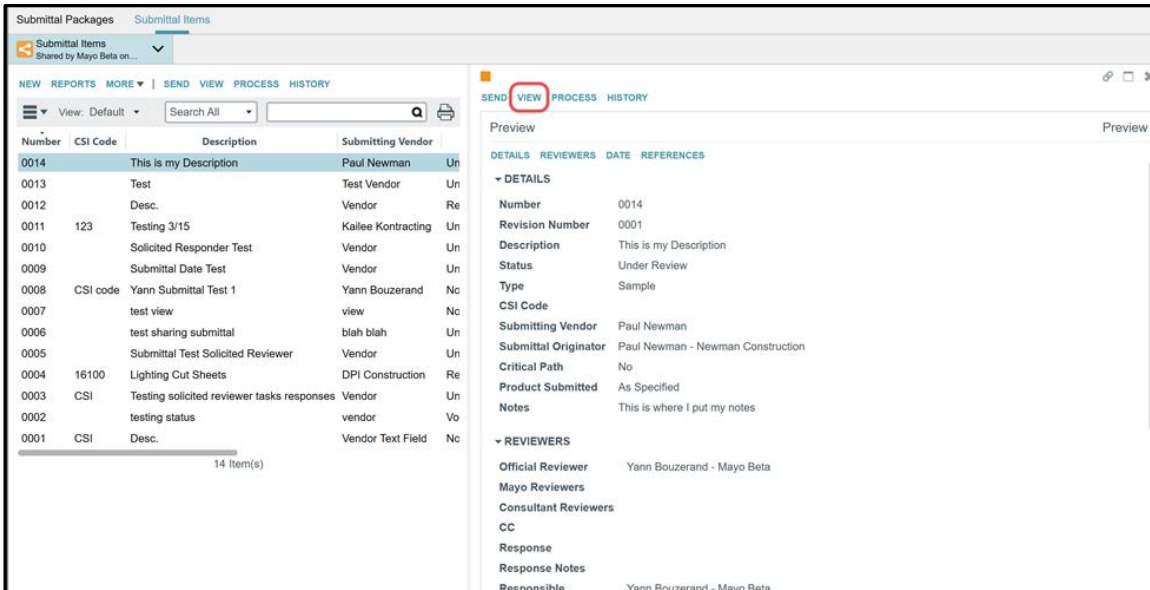 Submittal Packages Submittal Items
Submittal Items
Shared by Mayo Beta on...
NEW REPORTS MORE | SEND VIEW PROCESS HISTORY
View: Default Search All
Number CSI Code Description Submitting Vendor
0014 This is my Description Paul Newman Un
0013 Test Test Vendor Un
0012 Desc. Vendor Re
0011 123 Testing 3/15 Kailee Kontracting Un
0010 Solicited Responder Test Vendor Un
0009 Submittal Date Test Vendor Un
0008 CSI code Yann Submittal Test 1 Yann Bouzerand No
0007 test view view No
0006 test sharing submittal blah blah Un
0005 Submittal Test Solicited Reviewer Vendor Un
0004 16100 Lighting Cut Sheets DPI Construction Re
0003 CSI Testing solicited reviewer tasks responses Vendor Un
0002 testing status vendor Vo
0001 CSI Desc. Vendor Text Field No
14 Item(s)
SEND VIEW PROCESS HISTORY
Preview Preview
DETAILS REVIEWERS DATE REFERENCES
DETAILS
Number 0014
Revision Number 0001
Description This is my Description
Status Under Review
Type Sample
CSI Code
Submitting Vendor Paul Newman
Submittal Originator Paul Newman - Newman Construction
Critical Path No
Product Submitted As Specified
Notes This is where I put my notes
REVIEWERS
Official Reviewer Yann Bouzerand - Mayo Beta
Mayo Reviewers
Consultant Reviewers
CC
Response
Response Notes
Responsible Yann Bouzerand - Mayo Beta